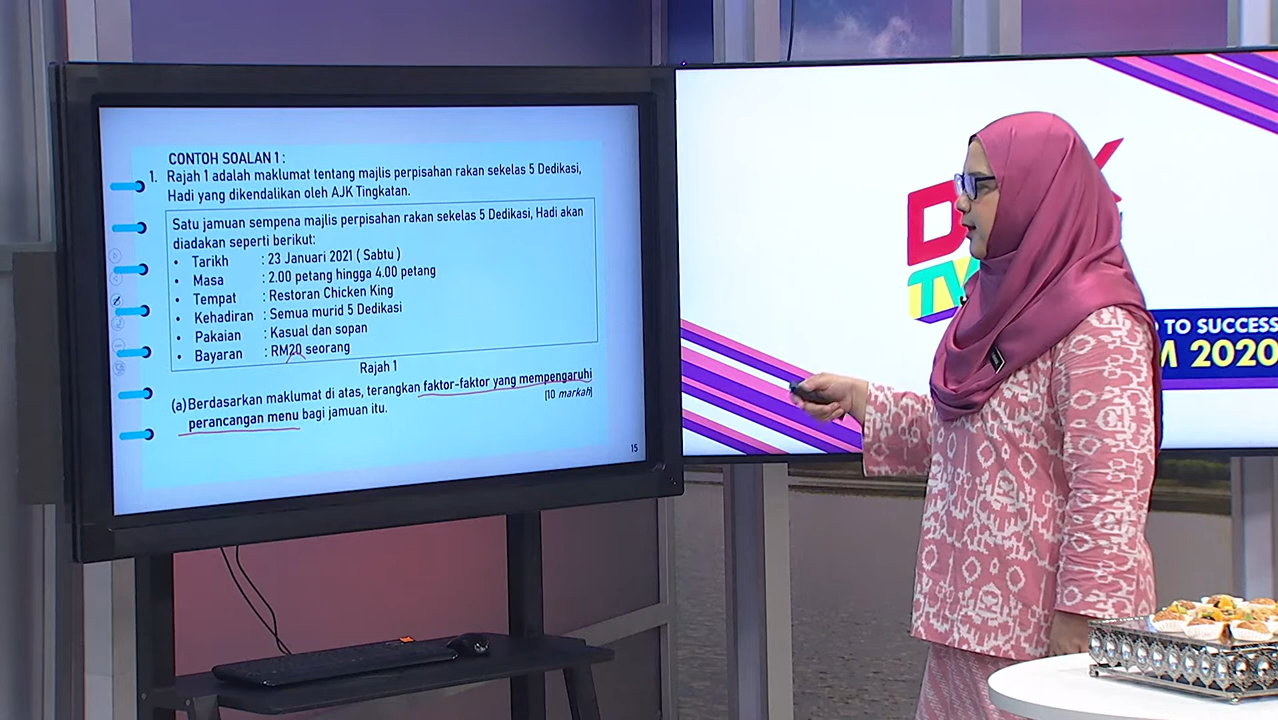 CONTOH SOALAN 1 :
1. Rajah 1 adalah maklumat tentang majlis perpisahan rakan sekelas 5 Dedikasi,
Hadi yang dikendalikan oleh AJK Tingkatan.
Satu jamuan sempena majlis perpisahan rakan sekelas 5 Dedikasi, Hadi akan
diadakan seperti berikut:
• Tarikh : 23 Januari 2021 ( Sabtu )
• Masa : 2.00 petang hingga 4.00 petang
• Tempat : Restoran Chicken King
• Kehadiran : Semua murid 5 Dedikasi
• Pakaian : Kasual dan sopan
• Bayaran : RM20 seorang
Rajah 1
(a) Berdasarkan maklumat di atas, terangkan faktor-faktor yang mempengaruhi
perancangan menu bagi jamuan itu.
[10 markah]
15
TV
TO SUCCESS
M 2020